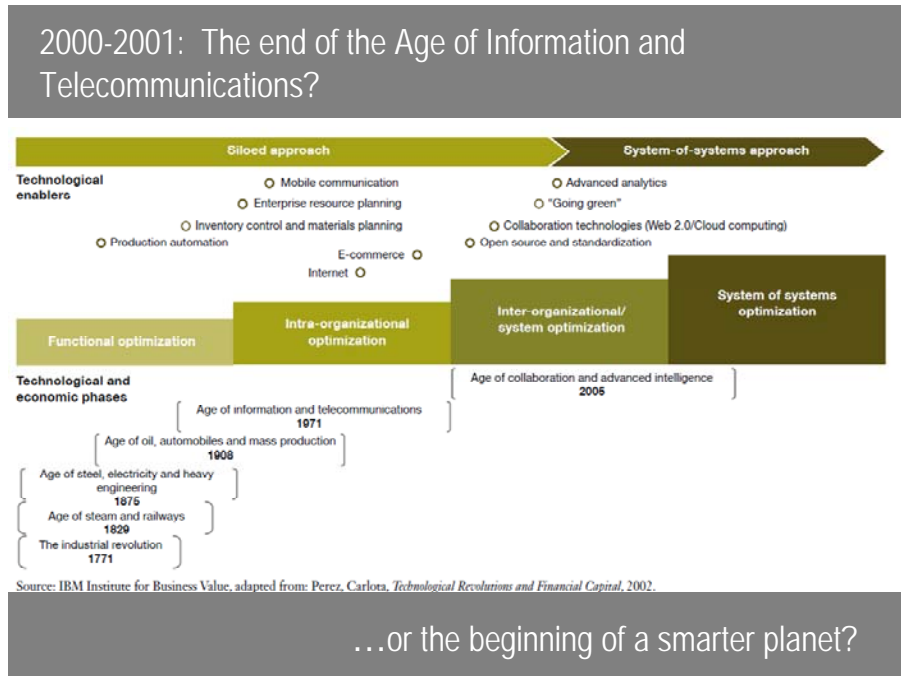 2000-2001: The end of the Age of Information and
Telecommunications?
Siloed approach
System-of-systems approach
Technological
enablers
Mobile communication
Enterprise resource planning
Inventory control and materials planning
Production automation
E-commerce
Internet
Advanced analytics
"Going green"
Collaboration technologies (Web 2.0/Cloud computing)
Open source and standardization
Functional optimization
Intra-organizational
optimization
Inter-organizational/
system optimization
System of systems
optimization
Technological and
economic phases
Age of collaboration and advanced intelligence
2005
Age of information and telecommunications
1971
Age of oil, automobiles and mass production
1908
Age of steel, electricity and heavy
engineering
1875
Age of steam and railways
1829
The industrial revolution
1771
Source: IBM Institute for Business Value, adapted from: Perez, Carlota, Technological Revolutions and Financial Capital, 2002.
…or the beginning of a smarter planet?